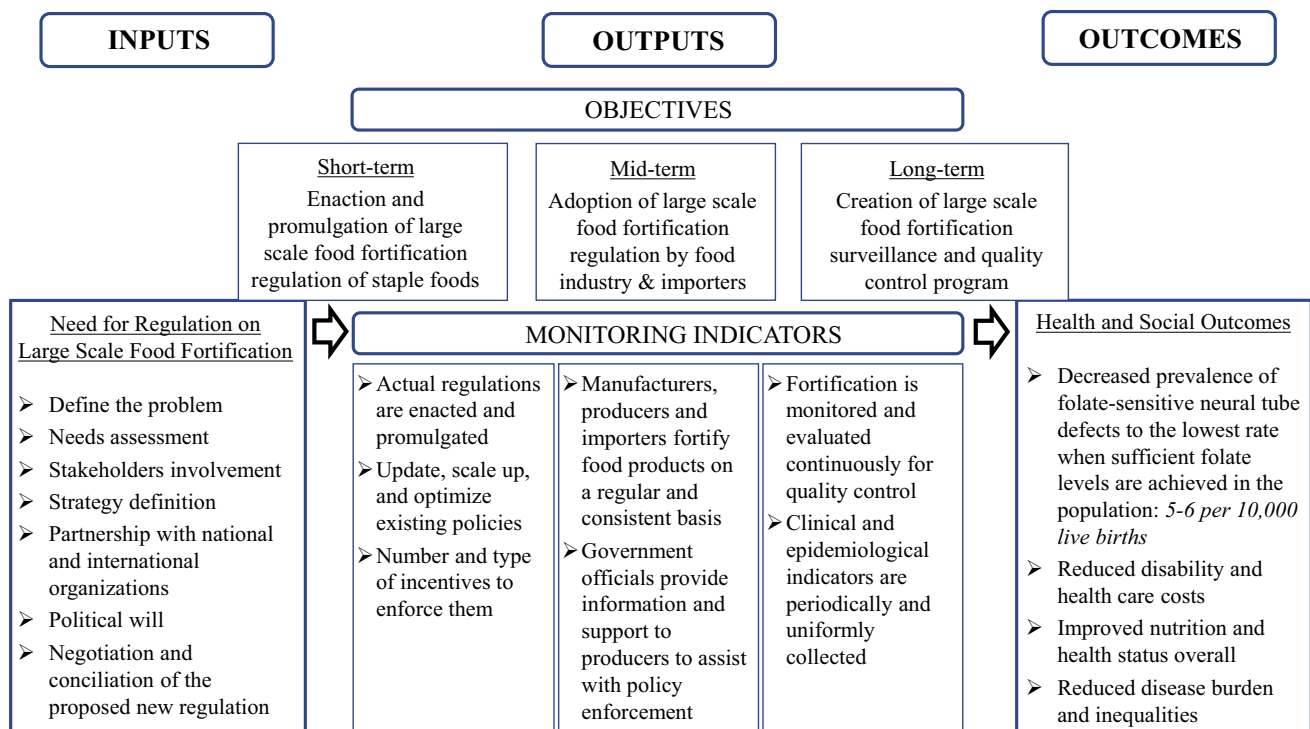 INPUTS
OUTPUTS
OUTCOMES
OBJECTIVES
Short-term
Enaction and
promulgation of large
scale food fortification
regulation of staple foods
Mid-term
Adoption of large scale
food fortification
regulation by food
industry & importers
Long-term
Creation of large scale
food fortification
surveillance and quality
control program
Need for Regulation on
Large Scale Food Fortification
➢ Define the problem
➢ Needs assessment
➢ Stakeholders involvement
➢ Strategy definition
➢ Partnership with national
and international
organizations
➢ Political will
➢ Negotiation and
conciliation of the
proposed new regulation
MONITORING INDICATORS
➢ Actual regulations
are enacted and
promulgated
➢ Update, scale up,
and optimize
existing policies
➢ Number and type
of incentives to
enforce them
➢ Manufacturers,
producers and
importers fortify
food products on
a regular and
consistent basis
➢ Government
officials provide
information and
support to
producers to assist
with policy
enforcement
➢ Fortification is
monitored and
evaluated
continuously for
quality control
➢ Clinical and
epidemiological
indicators are
periodically and
uniformly
collected
Health and Social Outcomes
➢ Decreased prevalence of
folate-sensitive neural tube
defects to the lowest rate
when sufficient folate
levels are achieved in the
population: 5-6 per 10,000
live births
➢ Reduced disability and
health care costs
➢ Improved nutrition and
health status overall
➢ Reduced disease burden
and inequalities